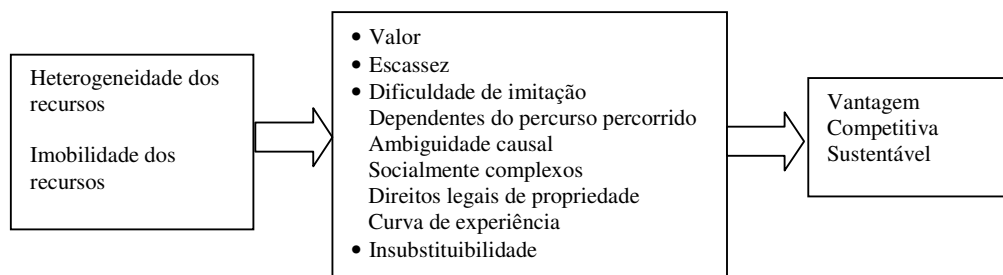 Heterogeneidade dos
recursos
Imobilidade dos
recursos
• Valor
• Escassez
• Dificuldade de imitação
Dependentes do percurso percorrido
Ambiguidade causal
Socialmente complexos
Direitos legais de propriedade
Curva de experiência
• Insubstituibilidade
Vantagem
Competitiva
Sustentável